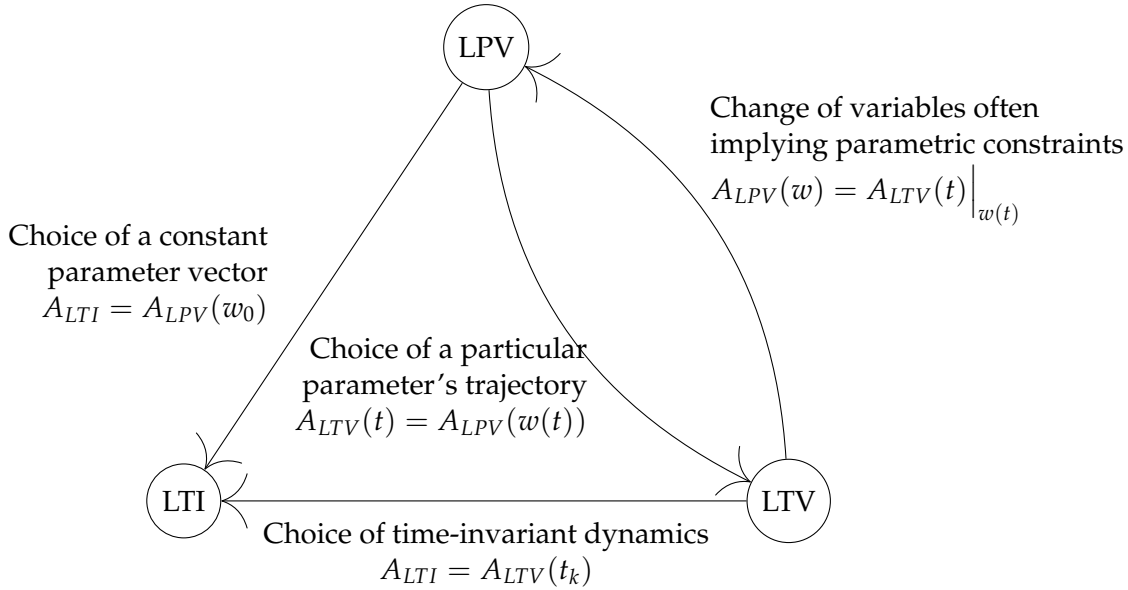 LPV
Change of variables often
implying parametric constraints
A_{LPV}(w) = A_{LTV}(t)|_{w(t)}
Choice of a constant
parameter vector
A_{LTI} = A_{LPV}(w_0)
Choice of a particular
parameter's trajectory
A_{LTV}(t) = A_{LPV}(w(t))
LTI
LTV
Choice of time-invariant dynamics
A_{LTI} = A_{LTV}(t_k)